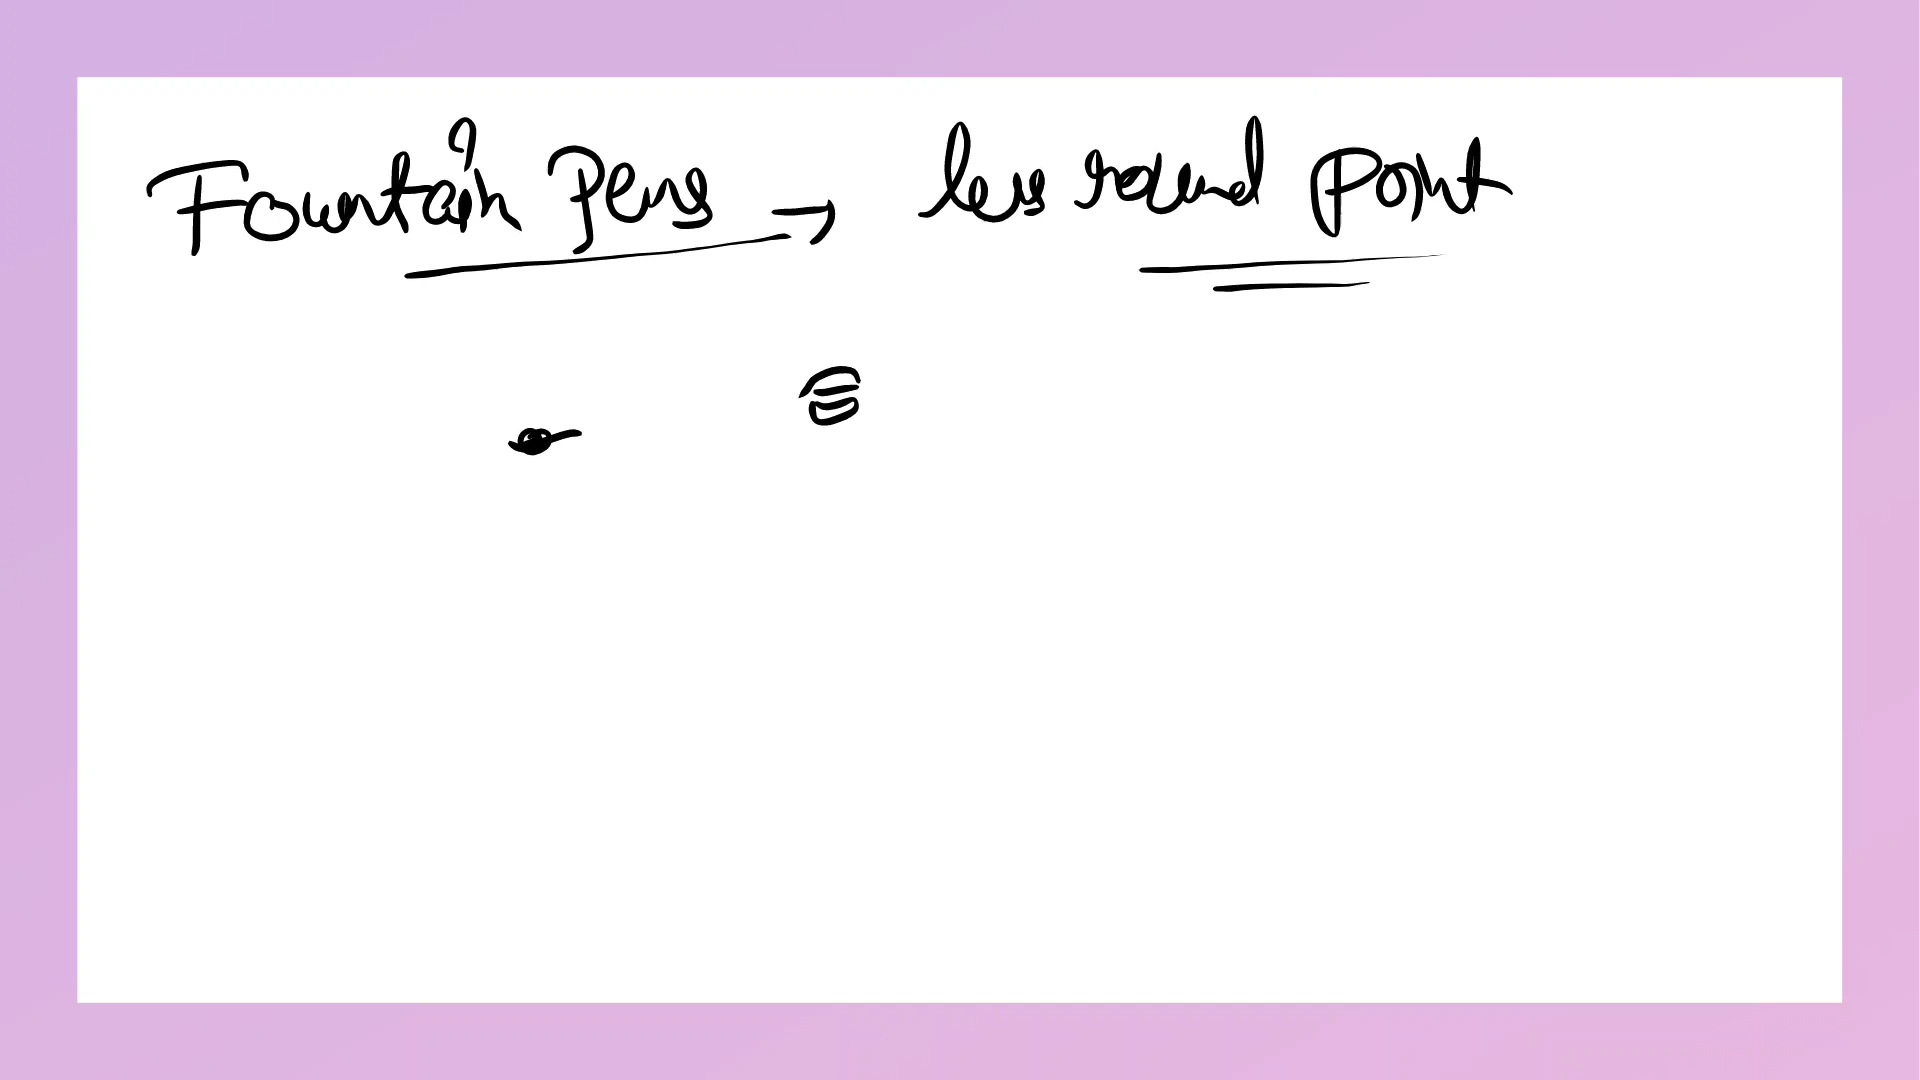 Fountain Pens → less round point